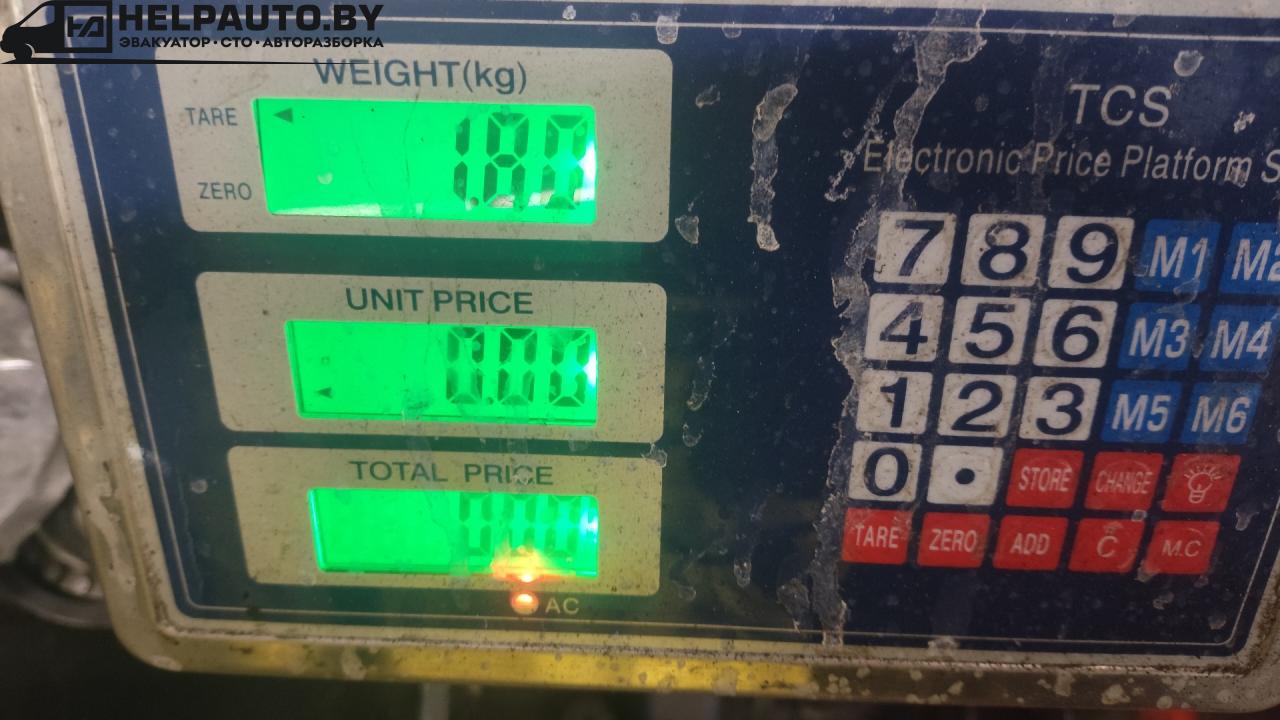 HELPAUTO.BY
ЭВАКУАТОР • СТО • АВТОРАЗБОРКА
WEIGHT(kg)
TARE
ZERO
UNIT PRICE
0.00
TOTAL PRICE
AC
TCS
Electronic Price Platform
7 8 9 M1
4 5 6 M3 M4
1 2 3 M5 M6
0 • STORE CHANGE
TARE ZERO ADD C M.C